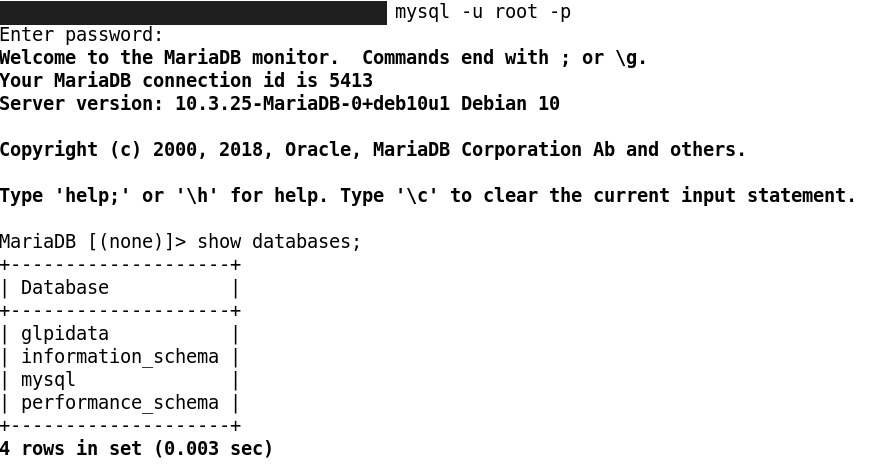 mysql -u root -p
Enter password:
Welcome to the MariaDB monitor.  Commands end with ; or \g.
Your MariaDB connection id is 5413
Server version: 10.3.25-MariaDB-0+deb10u1 Debian 10

Copyright (c) 2000, 2018, Oracle, MariaDB Corporation Ab and others.

Type 'help;' or '\h' for help. Type '\c' to clear the current input statement.

MariaDB [(none)]> show databases;
+--------------------+
| Database           |
+--------------------+
| glpidata           |
| information_schema |
| mysql              |
| performance_schema |
+--------------------+
4 rows in set (0.003 sec)